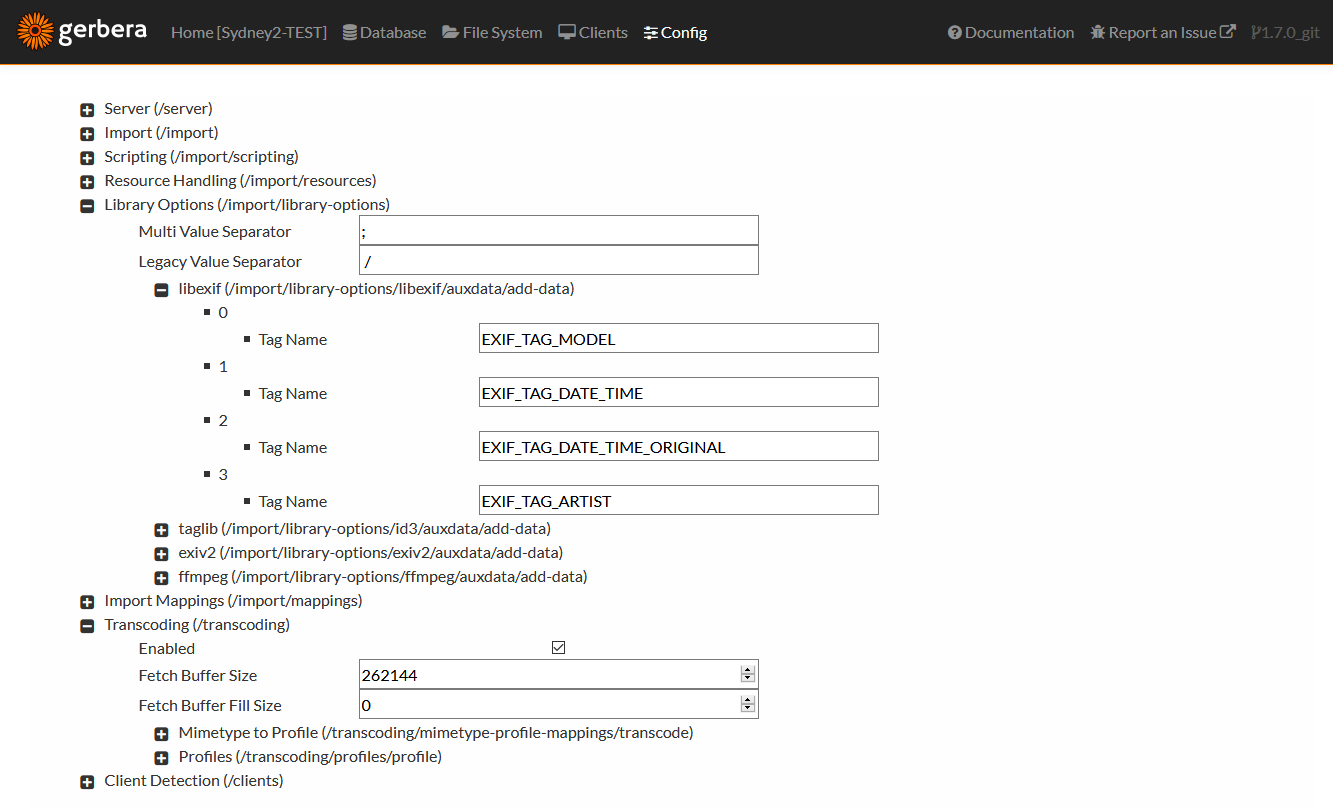 gerbera Home [Sydney2-TEST] Database File System Clients Config Documentation Report an Issue 1.7.0_git
Server (/server)
Import (/import)
Scripting (/import/scripting)
Resource Handling (/import/resources)
Library Options (/import/library-options)
Multi Value Separator ;
Legacy Value Separator /
libexif (/import/library-options/libexif/auxdata/add-data)
0
Tag Name EXIF_TAG_MODEL
1
Tag Name EXIF_TAG_DATE_TIME
2
Tag Name EXIF_TAG_DATE_TIME_ORIGINAL
3
Tag Name EXIF_TAG_ARTIST
taglib (/import/library-options/id3/auxdata/add-data)
exiv2 (/import/library-options/exiv2/auxdata/add-data)
ffmpeg (/import/library-options/ffmpeg/auxdata/add-data)
Import Mappings (/import/mappings)
Transcoding (/transcoding)
Enabled
Fetch Buffer Size 262144
Fetch Buffer Fill Size 0
Mimetype to Profile (/transcoding/mimetype-profile-mappings/transcode)
Profiles (/transcoding/profiles/profile)
Client Detection (/clients)